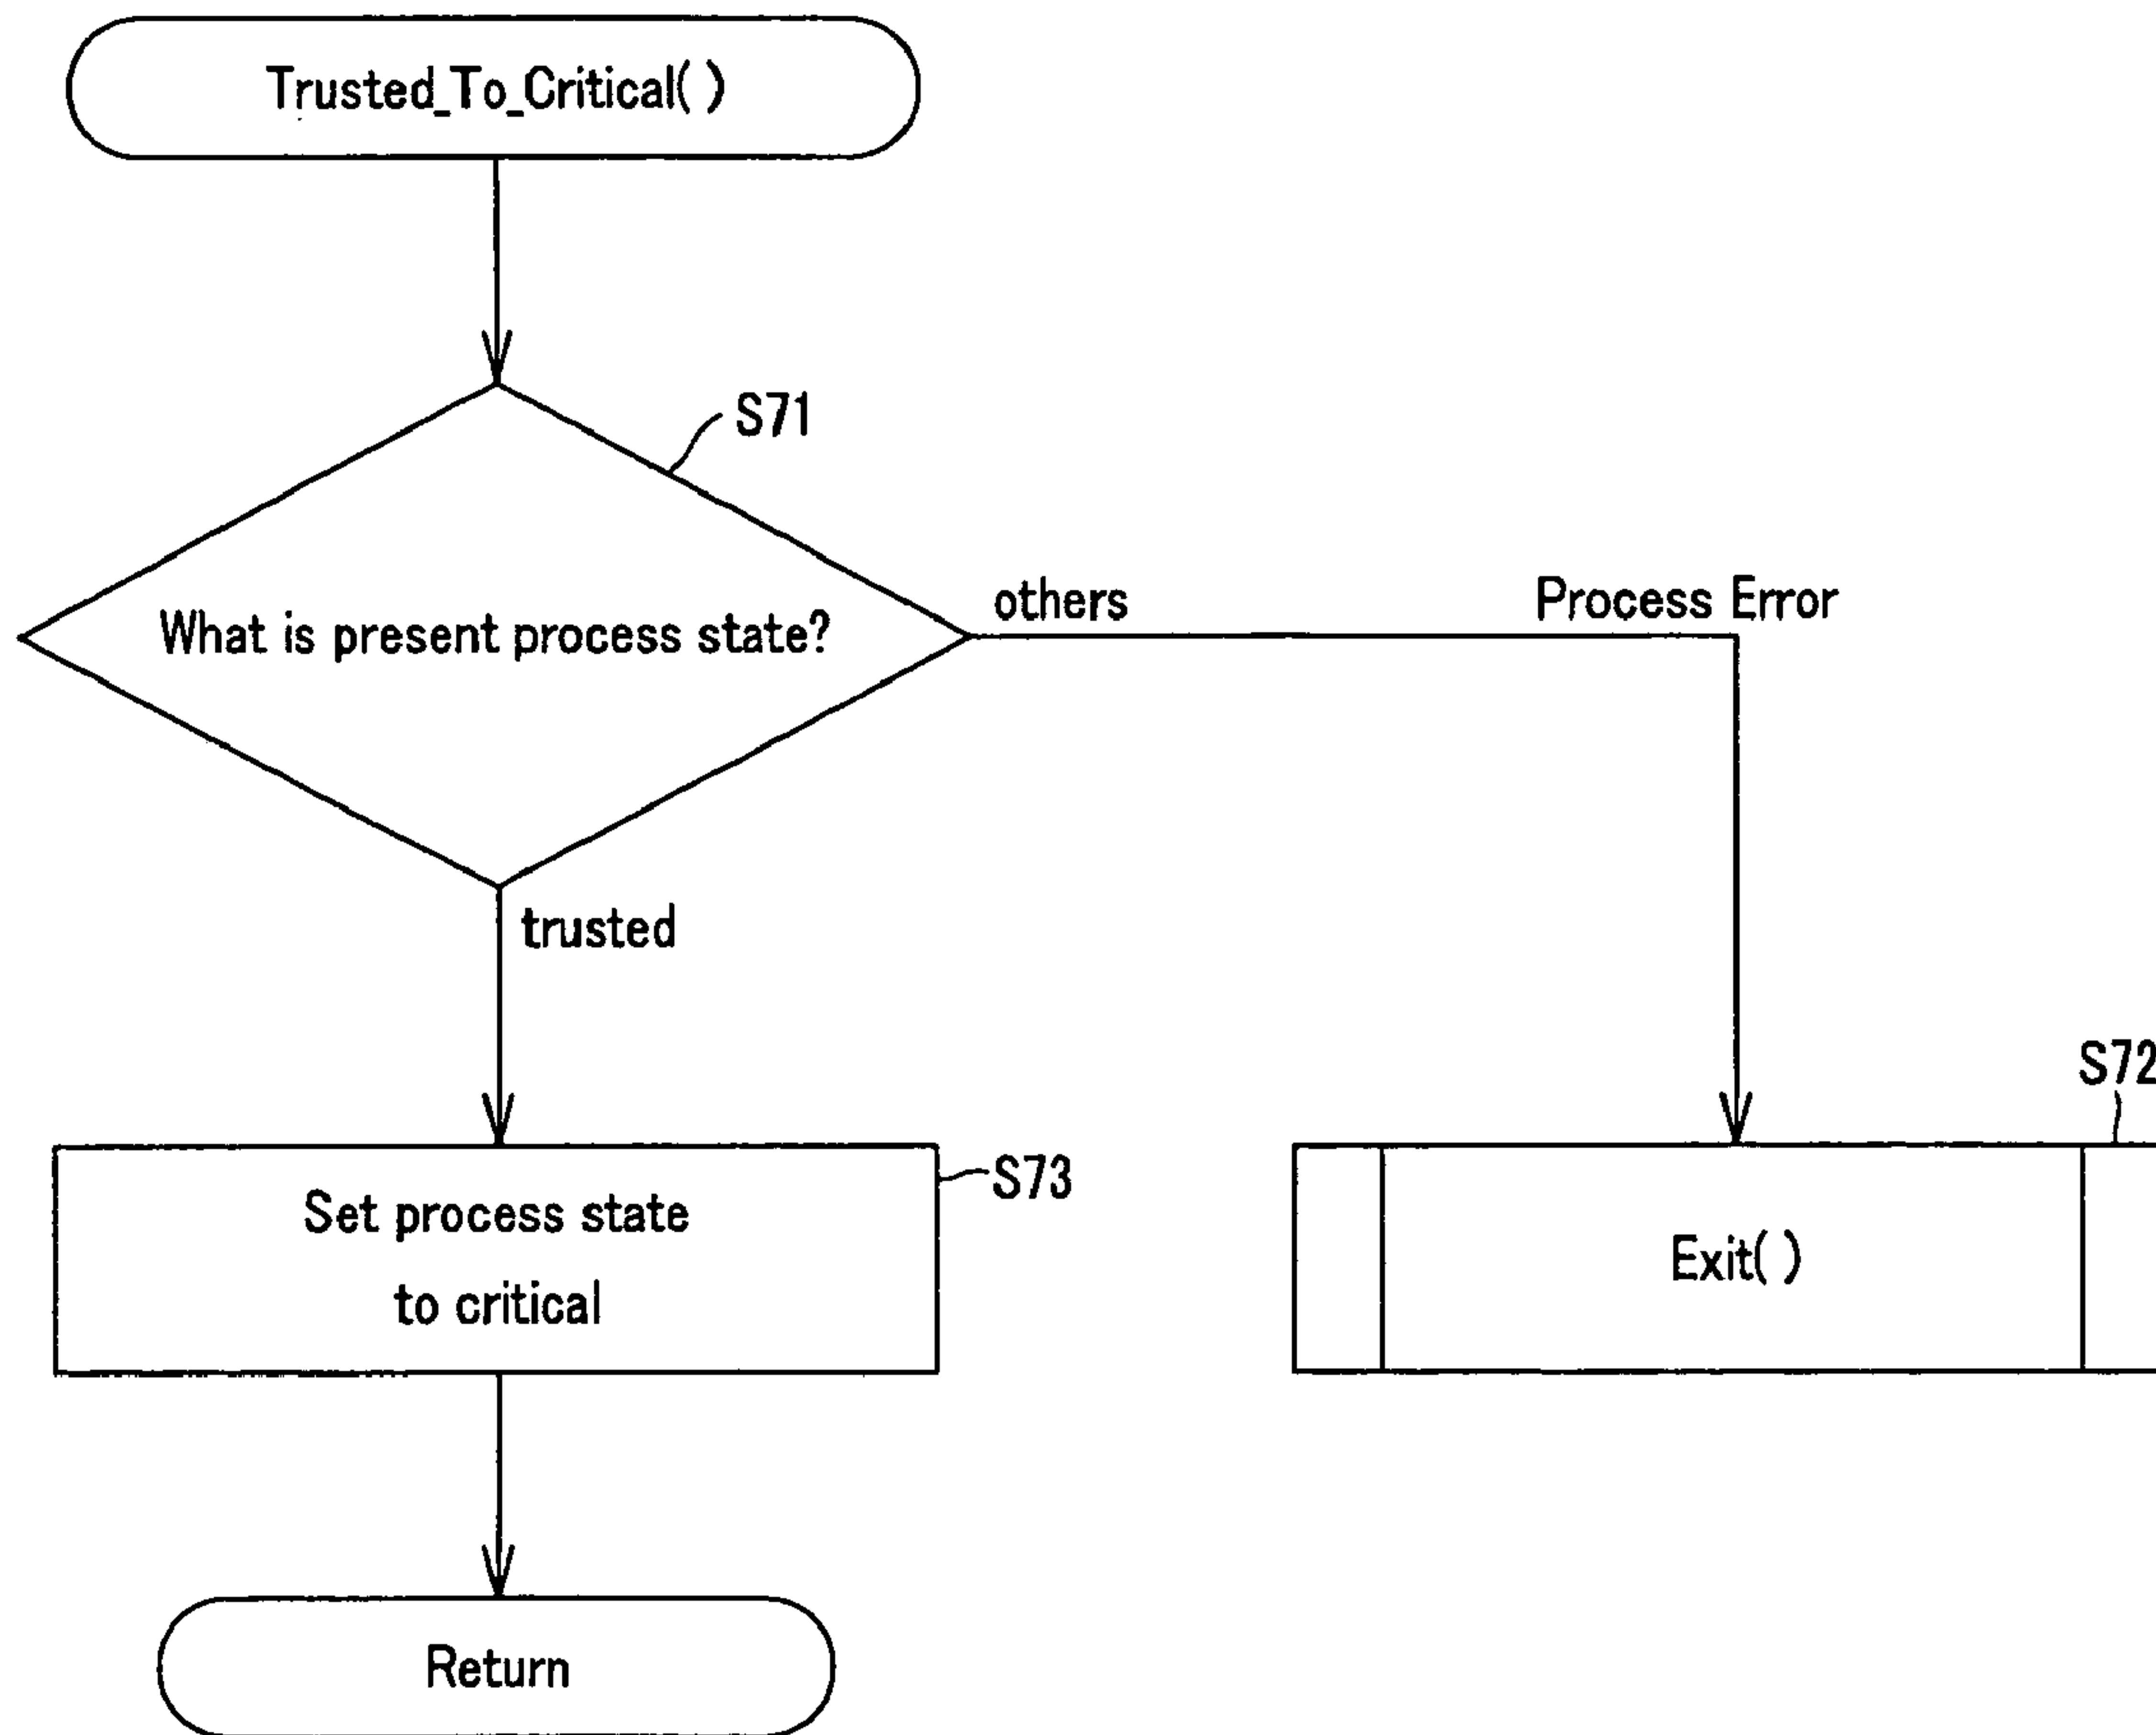 Trusted_To_Critical( )
S71
What is present process state?
others
Process Error
trusted
S72
S73
Set process state
to critical
Exit( )
Return